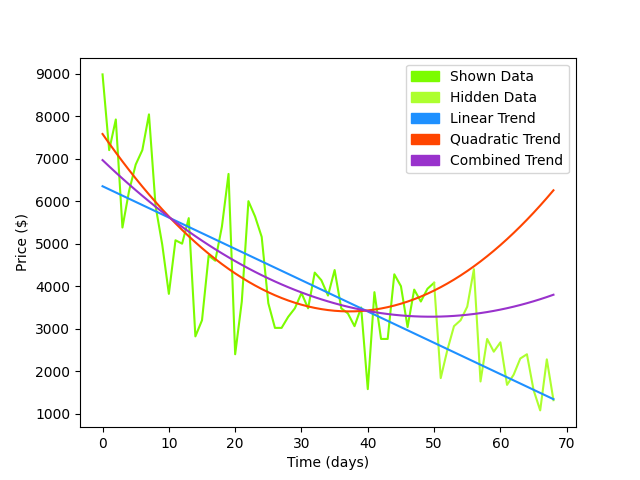 9000
8000
7000
6000
5000
4000
3000
2000
1000
Price ($)
0 10 20 30 40 50 60 70
Time (days)
Shown Data
Hidden Data
Linear Trend
Quadratic Trend
Combined Trend